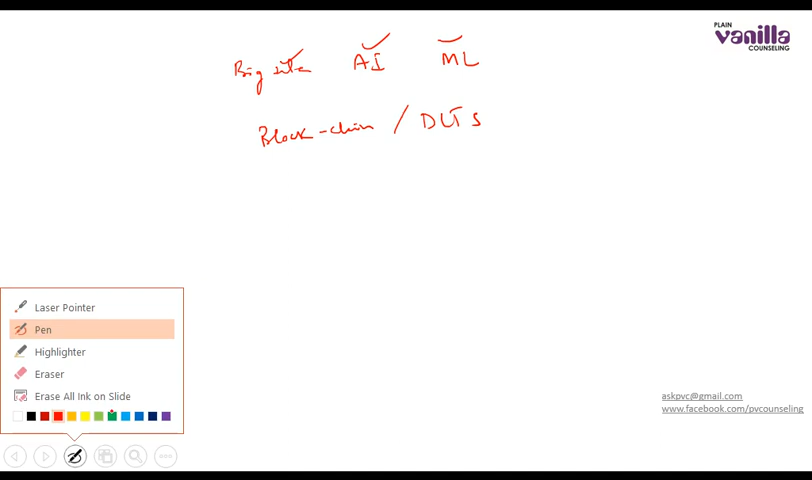 PLAIN
vanilla
COUNSELING
Big data AI ML
Block-chain / DLTS
Laser Pointer
Pen
Highlighter
Eraser
Erase All Ink on Slide
askpvc@gmail.com
www.facebook.com/pvcounseling